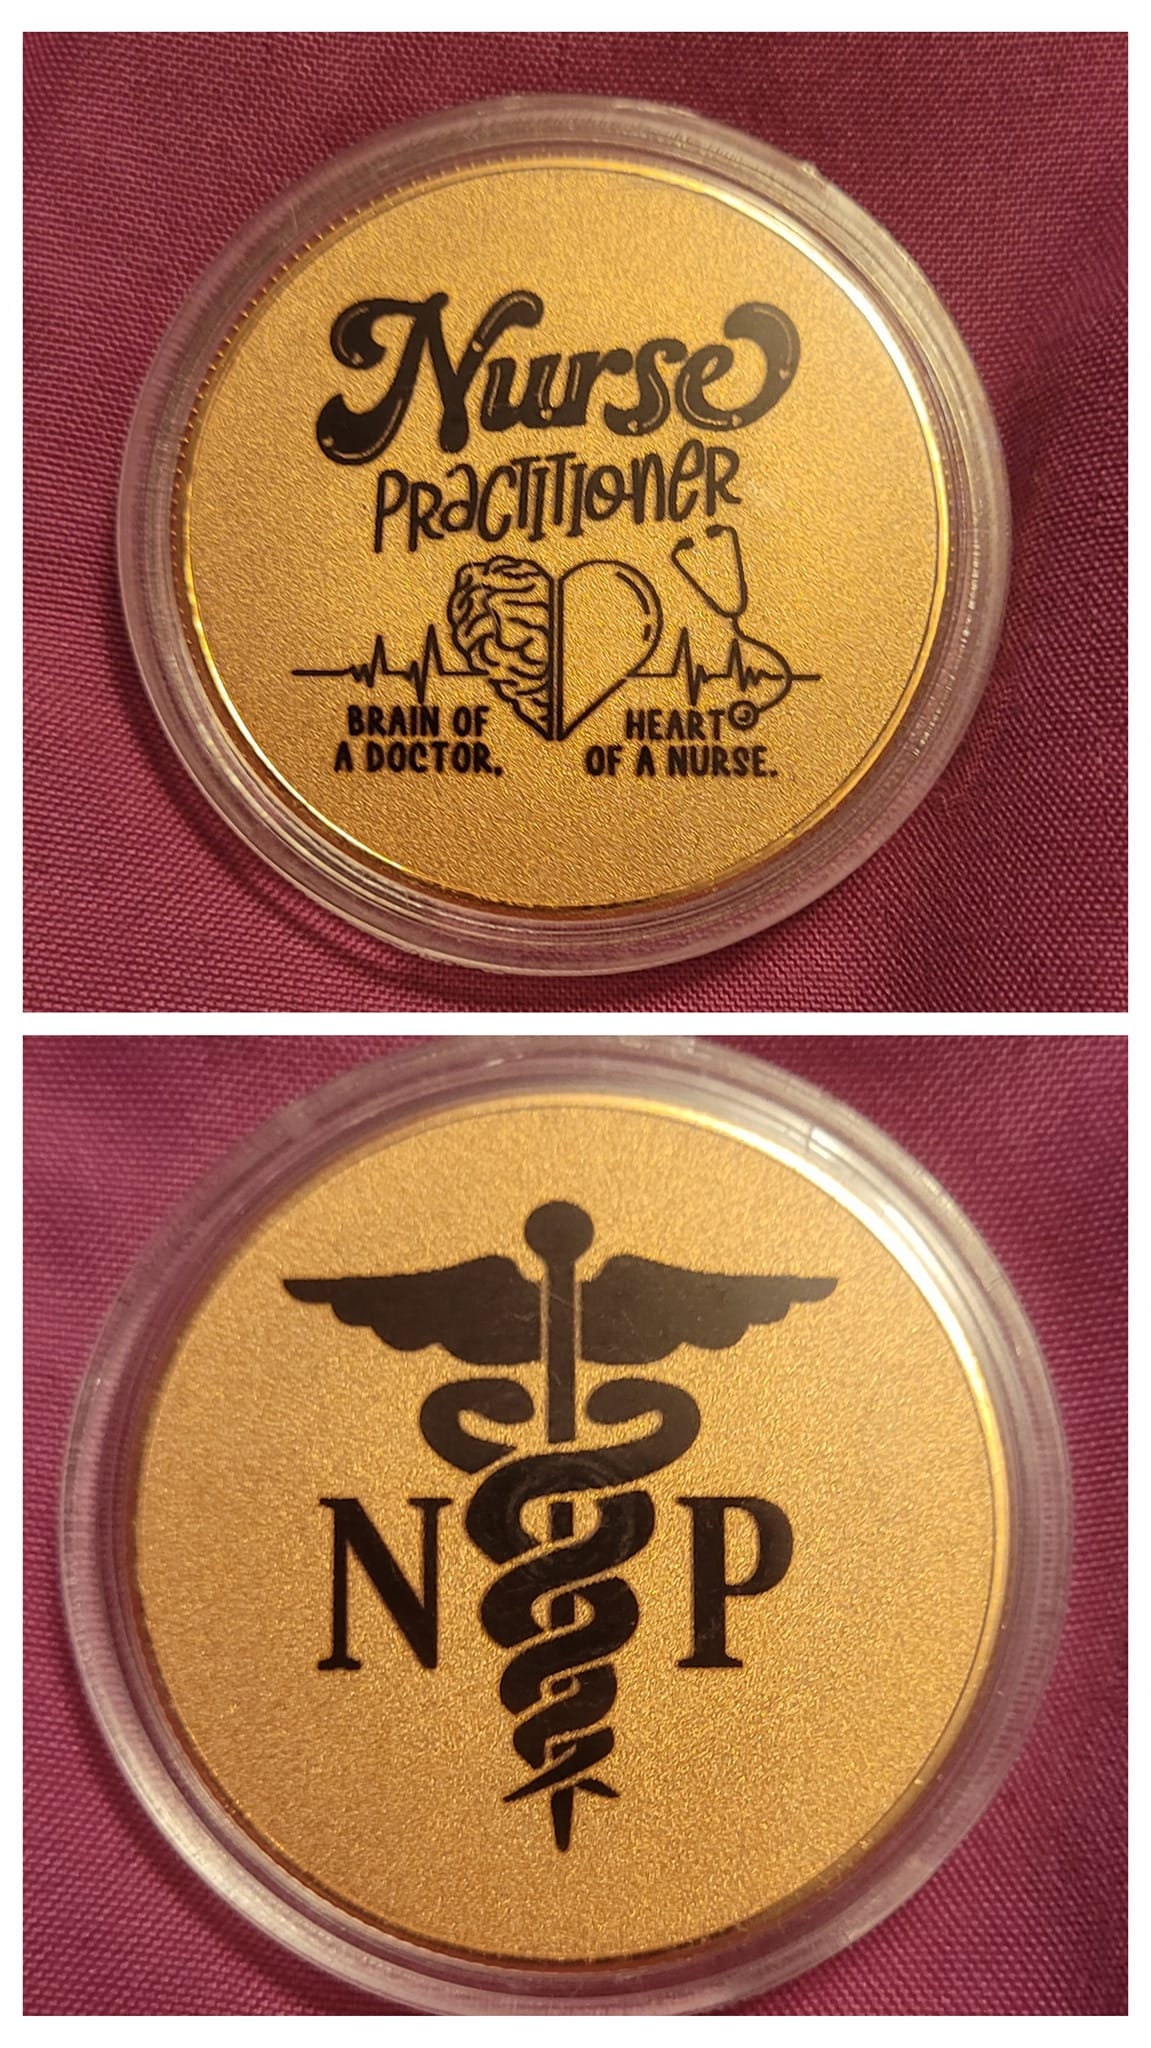 Nurse
PRACTITIONER
BRAIN OF
A DOCTOR.
HEART
OF A NURSE.
N P